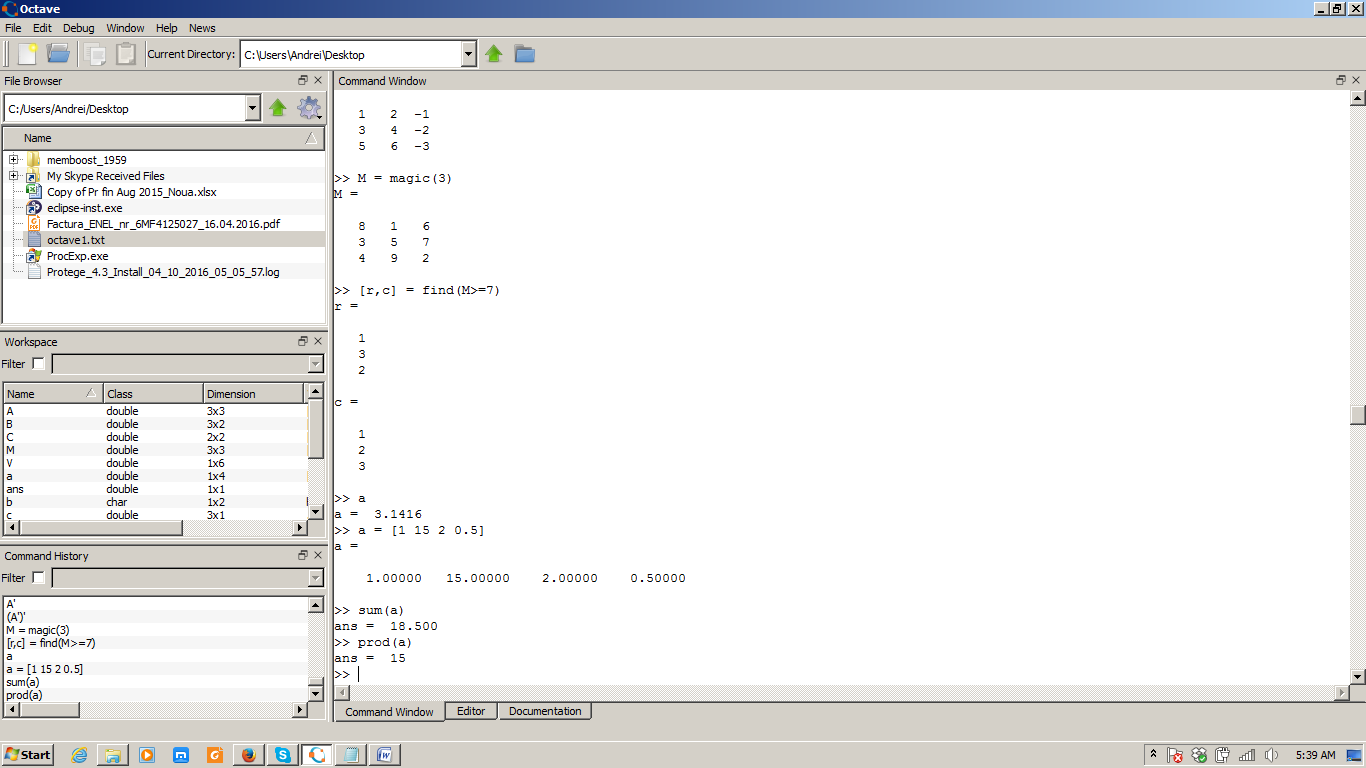 Octave
File Edit Debug Window Help News
Current Directory: C:\Users\Andrei\Desktop
File Browser
C:/Users/Andrei/Desktop
Name
memboost_1959
My Skype Received Files
Copy of Pr fin Aug 2015_Noua.xlsx
eclipse-inst.exe
Factura_ENEL_nr_6MF4125027_16.04.2016.pdf
octave1.txt
ProcExp.exe
Protege_4.3_Install_04_10_2016_05_05_57.log
Workspace
Filter
Name Class Dimension
A double 3x3
B double 3x2
C double 2x2
M double 3x3
V double 1x6
a double 1x4
ans double 1x1
b char 1x2
c double 3x1
Command History
Filter
A'
(A')'
M = magic(3)
[r,c] = find(M>=7)
a
a = [1 15 2 0.5]
sum(a)
prod(a)
Command Window
1 2 -1
3 4 -2
5 6 -3
>> M = magic(3)
M =
8 1 6
3 5 7
4 9 2
>> [r,c] = find(M>=7)
r =
1
3
2
c =
1
2
3
>> a
a = 3.1416
>> a = [1 15 2 0.5]
a =
1.00000 15.00000 2.00000 0.50000
>> sum(a)
ans = 18.500
>> prod(a)
ans = 15
>>
Command Window Editor Documentation
Start 5:39 AM